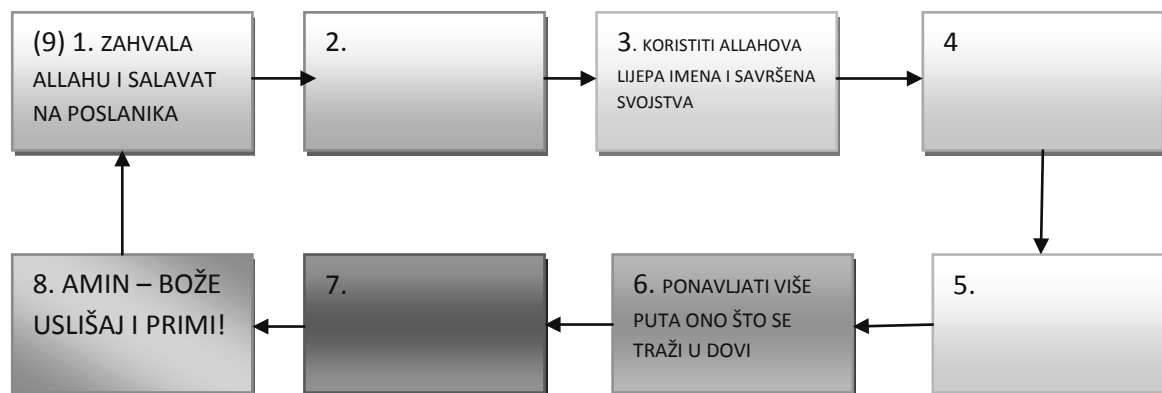 (9) 1. ZAHVALA
ALLAHU I SALAVAT
NA POSLANIKA
2.
3. KORISTITI ALLAHOVA
LIJEPA IMENA I SAVRŠENA
SVOJSTVA
4
5.
6. PONAVLJATI VIŠE
PUTA ONO ŠTO SE
TRAŽI U DOVI
7.
8. AMIN – BOŽE
USLIŠAJ I PRIMI!